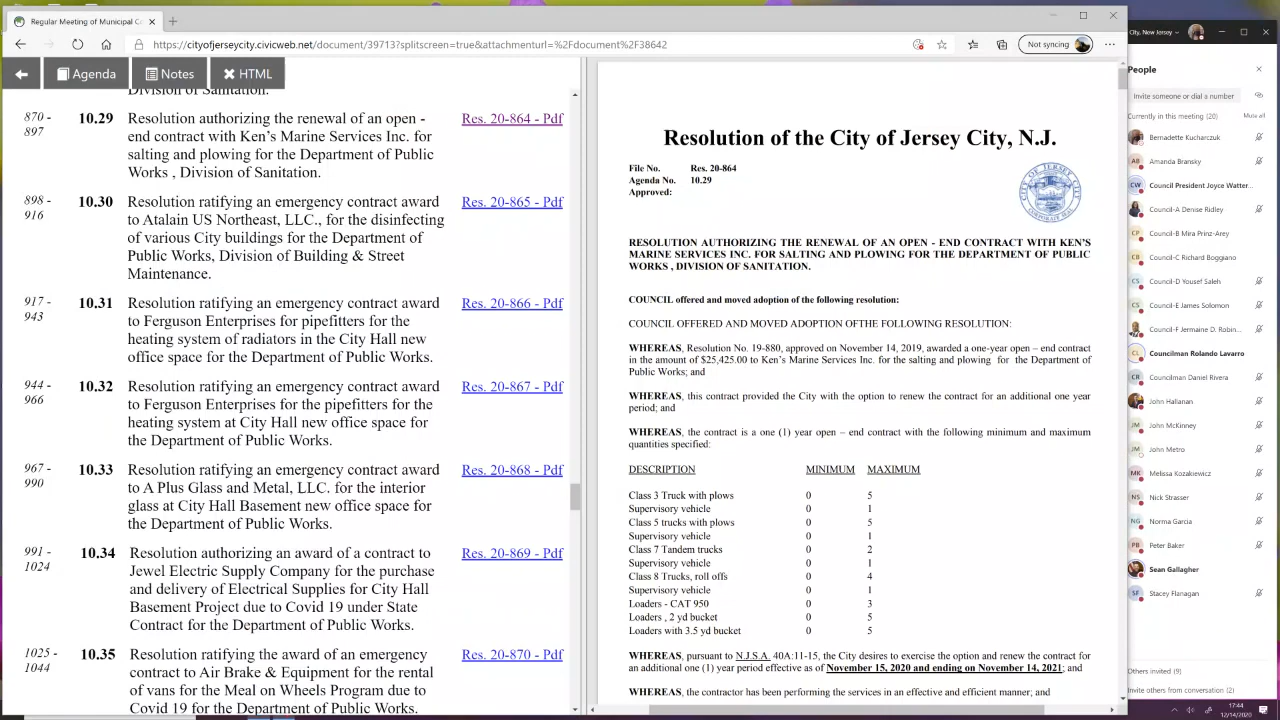 Regular Meeting of Municipal C
https://cityofjerseycity.civicweb.net/document/39713?splitscreen=true&attachmenturl=%2Fdocument%2F38642
Not syncing
City, New Jersey
Agenda
Notes
HTML
Division of Sanitation.
870 - 897
10.29
Resolution authorizing the renewal of an open -
end contract with Ken's Marine Services Inc. for
salting and plowing for the Department of Public
Works , Division of Sanitation.
Res. 20-864 - Pdf
898 - 916
10.30
Resolution ratifying an emergency contract award
to Atalain US Northeast, LLC., for the disinfecting
of various City buildings for the Department of
Public Works, Division of Building & Street
Maintenance.
Res. 20-865 - Pdf
917 - 943
10.31
Resolution ratifying an emergency contract award
to Ferguson Enterprises for pipefitters for the
heating system of radiators in the City Hall new
office space for the Department of Public Works.
Res. 20-866 - Pdf
944 - 966
10.32
Resolution ratifying an emergency contract award
to Ferguson Enterprises for the pipefitters for the
heating system at City Hall new office space for
the Department of Public Works.
Res. 20-867 - Pdf
967 - 990
10.33
Resolution ratifying an emergency contract award
to A Plus Glass and Metal, LLC. for the interior
glass at City Hall Basement new office space for
the Department of Public Works.
Res. 20-868 - Pdf
991 - 1024
10.34
Resolution authorizing an award of a contract to
Jewel Electric Supply Company for the purchase
and delivery of Electrical Supplies for City Hall
Basement Project due to Covid 19 under State
Contract for the Department of Public Works.
Res. 20-869 - Pdf
1025 - 1044
10.35
Resolution ratifying the award of an emergency
contract to Air Brake & Equipment for the rental
of vans for the Meal on Wheels Program due to
Covid 19 for the Department of Public Works.
Res. 20-870 - Pdf
Resolution of the City of Jersey City, N.J.
File No. Res. 20-864
Agenda No. 10.29
Approved:
RESOLUTION AUTHORIZING THE RENEWAL OF AN OPEN - END CONTRACT WITH KEN'S
MARINE SERVICES INC. FOR SALTING AND PLOWING FOR THE DEPARTMENT OF PUBLIC
WORKS , DIVISION OF SANITATION.
COUNCIL offered and moved adoption of the following resolution:
COUNCIL OFFERED AND MOVED ADOPTION OFTHE FOLLOWING RESOLUTION:
WHEREAS, Resolution No. 19-880, approved on November 14, 2019, awarded a one-year open – end contract
in the amount of $25,425.00 to Ken's Marine Services Inc. for the salting and plowing for the Department of
Public Works; and
WHEREAS, this contract provided the City with the option to renew the contract for an additional one year
period; and
WHEREAS, the contract is a one (1) year open – end contract with the following minimum and maximum
quantities specified:
DESCRIPTION MINIMUM MAXIMUM
Class 3 Truck with plows 0 5
Supervisory vehicle 0 1
Class 5 trucks with plows 0 5
Supervisory vehicle 0 1
Class 7 Tandem trucks 0 2
Supervisory vehicle 0 1
Class 8 Trucks, roll offs 0 4
Supervisory vehicle 0 1
Loaders - CAT 950 0 3
Loaders , 2 yd bucket 0 5
Loaders with 3.5 yd bucket 0 5
WHEREAS, pursuant to N.J.S.A. 40A:11-15, the City desires to exercise the option and renew the contract for
an additional one (1) year period effective as of November 15, 2020 and ending on November 14, 2021; and
WHEREAS, the contractor has been performing the services in an effective and efficient manner; and
People
Invite someone or dial a number
Currently in this meeting (20) Mute all
Bernadette Kucharczuk
AB Amanda Bransky
CW Council President Joyce Watter...
Council-A Denise Ridley
CP Council-B Mira Prinz-Arey
CB Council-C Richard Boggiano
CS Council-D Yousef Saleh
CS Council-E James Solomon
Council-F Jermaine D. Robin...
CL Councilman Rolando Lavarro
CR Councilman Daniel Rivera
John Hallanan
JM John McKinney
JM John Metro
MK Melissa Kozakiewicz
NS Nick Strasser
NG Norma Garcia
PB Peter Baker
Sean Gallagher
SF Stacey Flanagan
Others invited (9)
Invite others from conversation (2)
17:44
12/14/2020